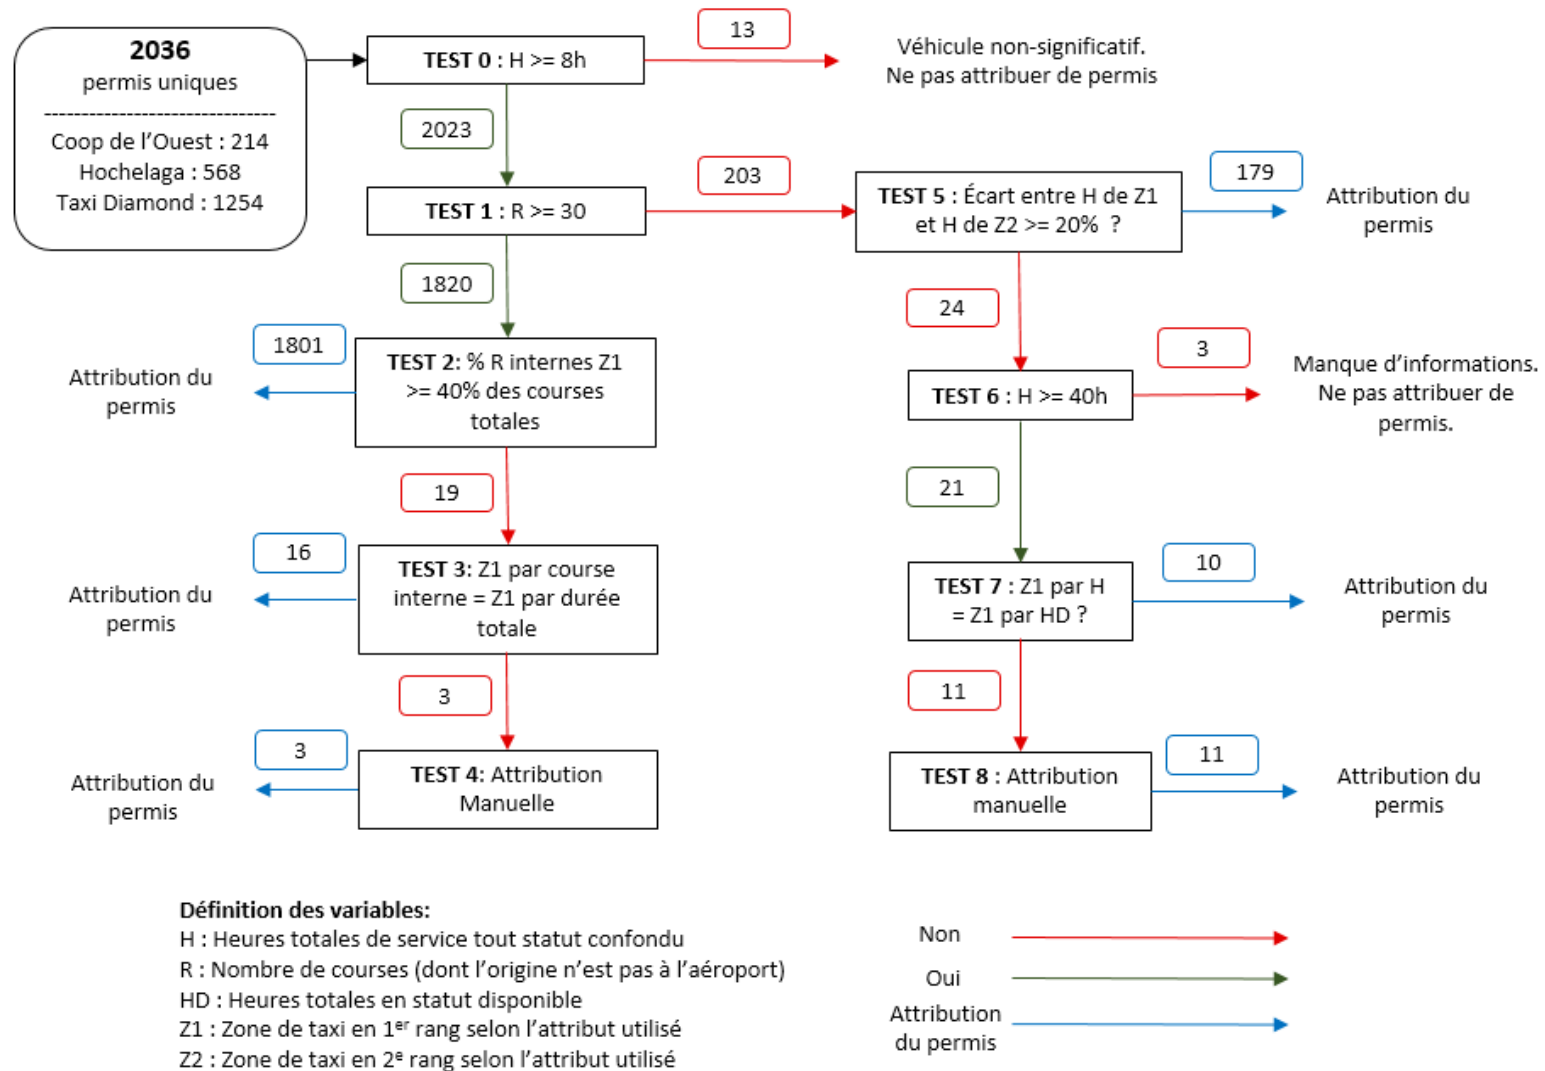 2036
permis uniques
------------------------------
Coop de l'Ouest : 214
Hochelaga : 568
Taxi Diamond : 1254
TEST 0 : H >= 8h
13
Véhicule non-significatif.
Ne pas attribuer de permis
2023
TEST 1 : R >= 30
203
TEST 5 : Écart entre H de Z1
et H de Z2 >= 20% ?
179
Attribution du
permis
1820
24
1801
Attribution du
permis
TEST 2: % R internes Z1
>= 40% des courses
totales
TEST 6 : H >= 40h
3
Manque d'informations.
Ne pas attribuer de
permis.
19
21
16
Attribution du
permis
TEST 3: Z1 par course
interne = Z1 par durée
totale
TEST 7 : Z1 par H
= Z1 par HD ?
10
Attribution du
permis
3
11
3
Attribution du
permis
TEST 4: Attribution
Manuelle
TEST 8 : Attribution
manuelle
11
Attribution du
permis
Définition des variables:
H : Heures totales de service tout statut confondu
R : Nombre de courses (dont l'origine n'est pas à l'aéroport)
HD : Heures totales en statut disponible
Z1 : Zone de taxi en 1er rang selon l'attribut utilisé
Z2 : Zone de taxi en 2e rang selon l'attribut utilisé
Non
Oui
Attribution
du permis